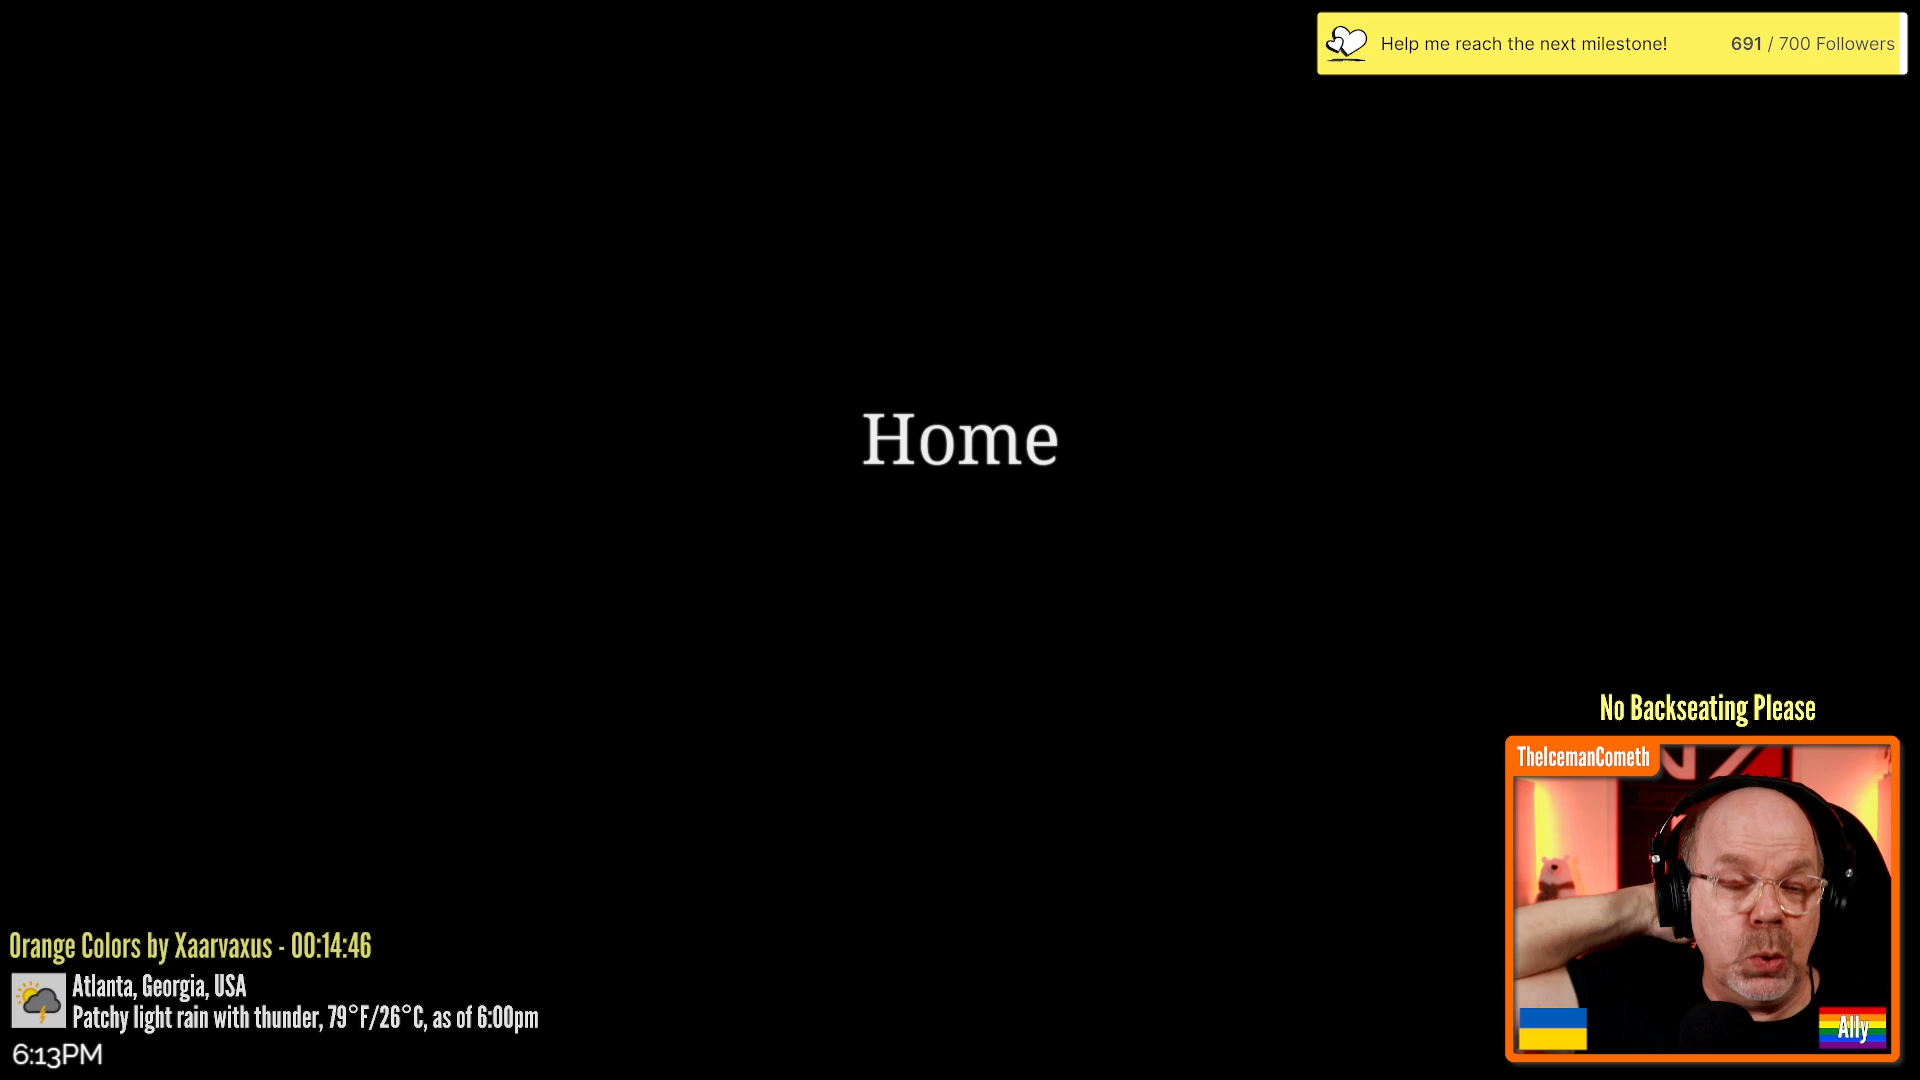 Help me reach the next milestone! 691 / 700 Followers
Home
No Backseating Please
TheIcemanCometh
Orange Colors by Xaarvaxus - 00:14:46
Atlanta, Georgia, USA
Patchy light rain with thunder, 79°F/26°C, as of 6:00pm
6:13PM
Ally